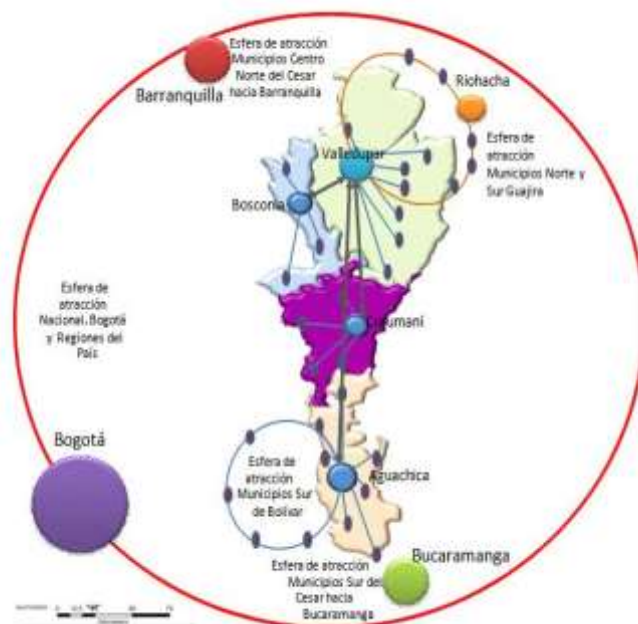 Esfera de atracción
Municipios Centro
Norte del Cesar
hacia Barranquilla
Barranquilla
Riohacha
Esfera de
atracción
Municipios Norte y
Sur Guajira
Valledupar
Bosconia
Esfera de
atracción
Nacional. Bogotá
y Regiones del
País
Bogotá
Esfera de
atracción
Municipios Sur
de Bolívar
Aguachica
Bucaramanga
Esfera de atracción
Municipios Sur del
Cesar hacia
Bucaramanga
0